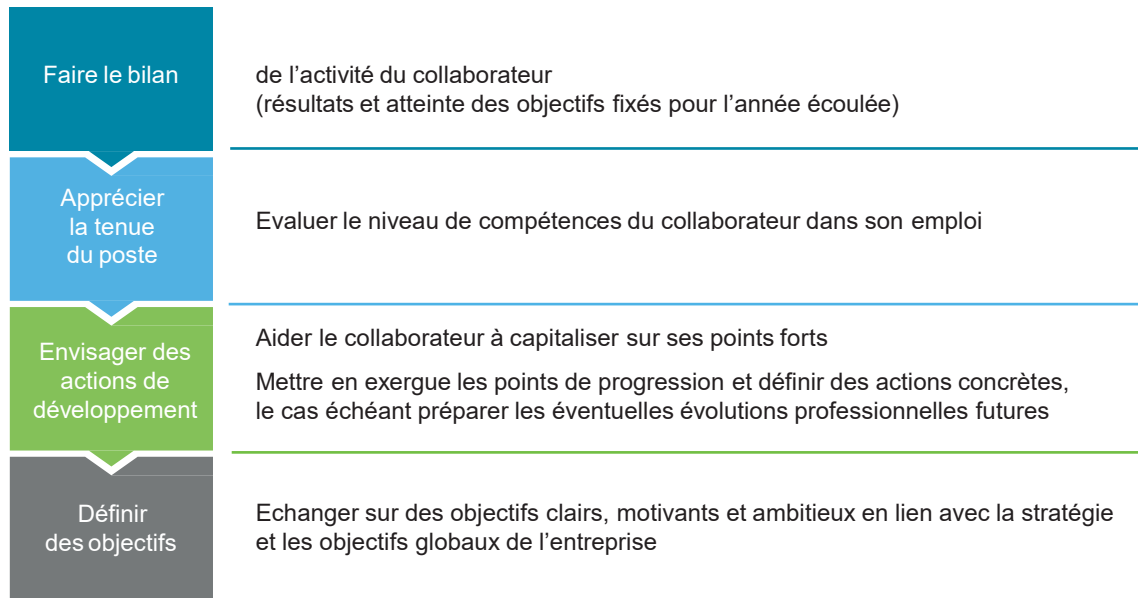 Faire le bilan
de l’activité du collaborateur
(résultats et atteinte des objectifs fixés pour l’année écoulée)
Apprécier
la tenue
du poste
Evaluer le niveau de compétences du collaborateur dans son emploi
Envisager des
actions de
développement
Aider le collaborateur à capitaliser sur ses points forts
Mettre en exergue les points de progression et définir des actions concrètes,
le cas échéant préparer les éventuelles évolutions professionnelles futures
Définir
des objectifs
Echanger sur des objectifs clairs, motivants et ambitieux en lien avec la stratégie
et les objectifs globaux de l’entreprise